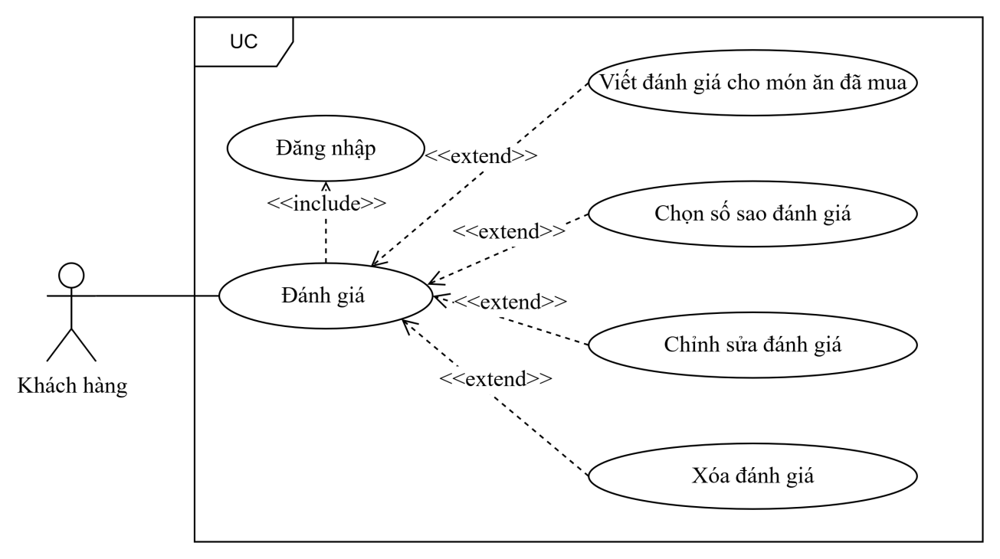 UC
Viết đánh giá cho món ăn đã mua
Đăng nhập
<<extend>>
<<include>>
Chọn số sao đánh giá
<<extend>>
Đánh giá
<<extend>>
Chỉnh sửa đánh giá
<<extend>>
Khách hàng
Xóa đánh giá